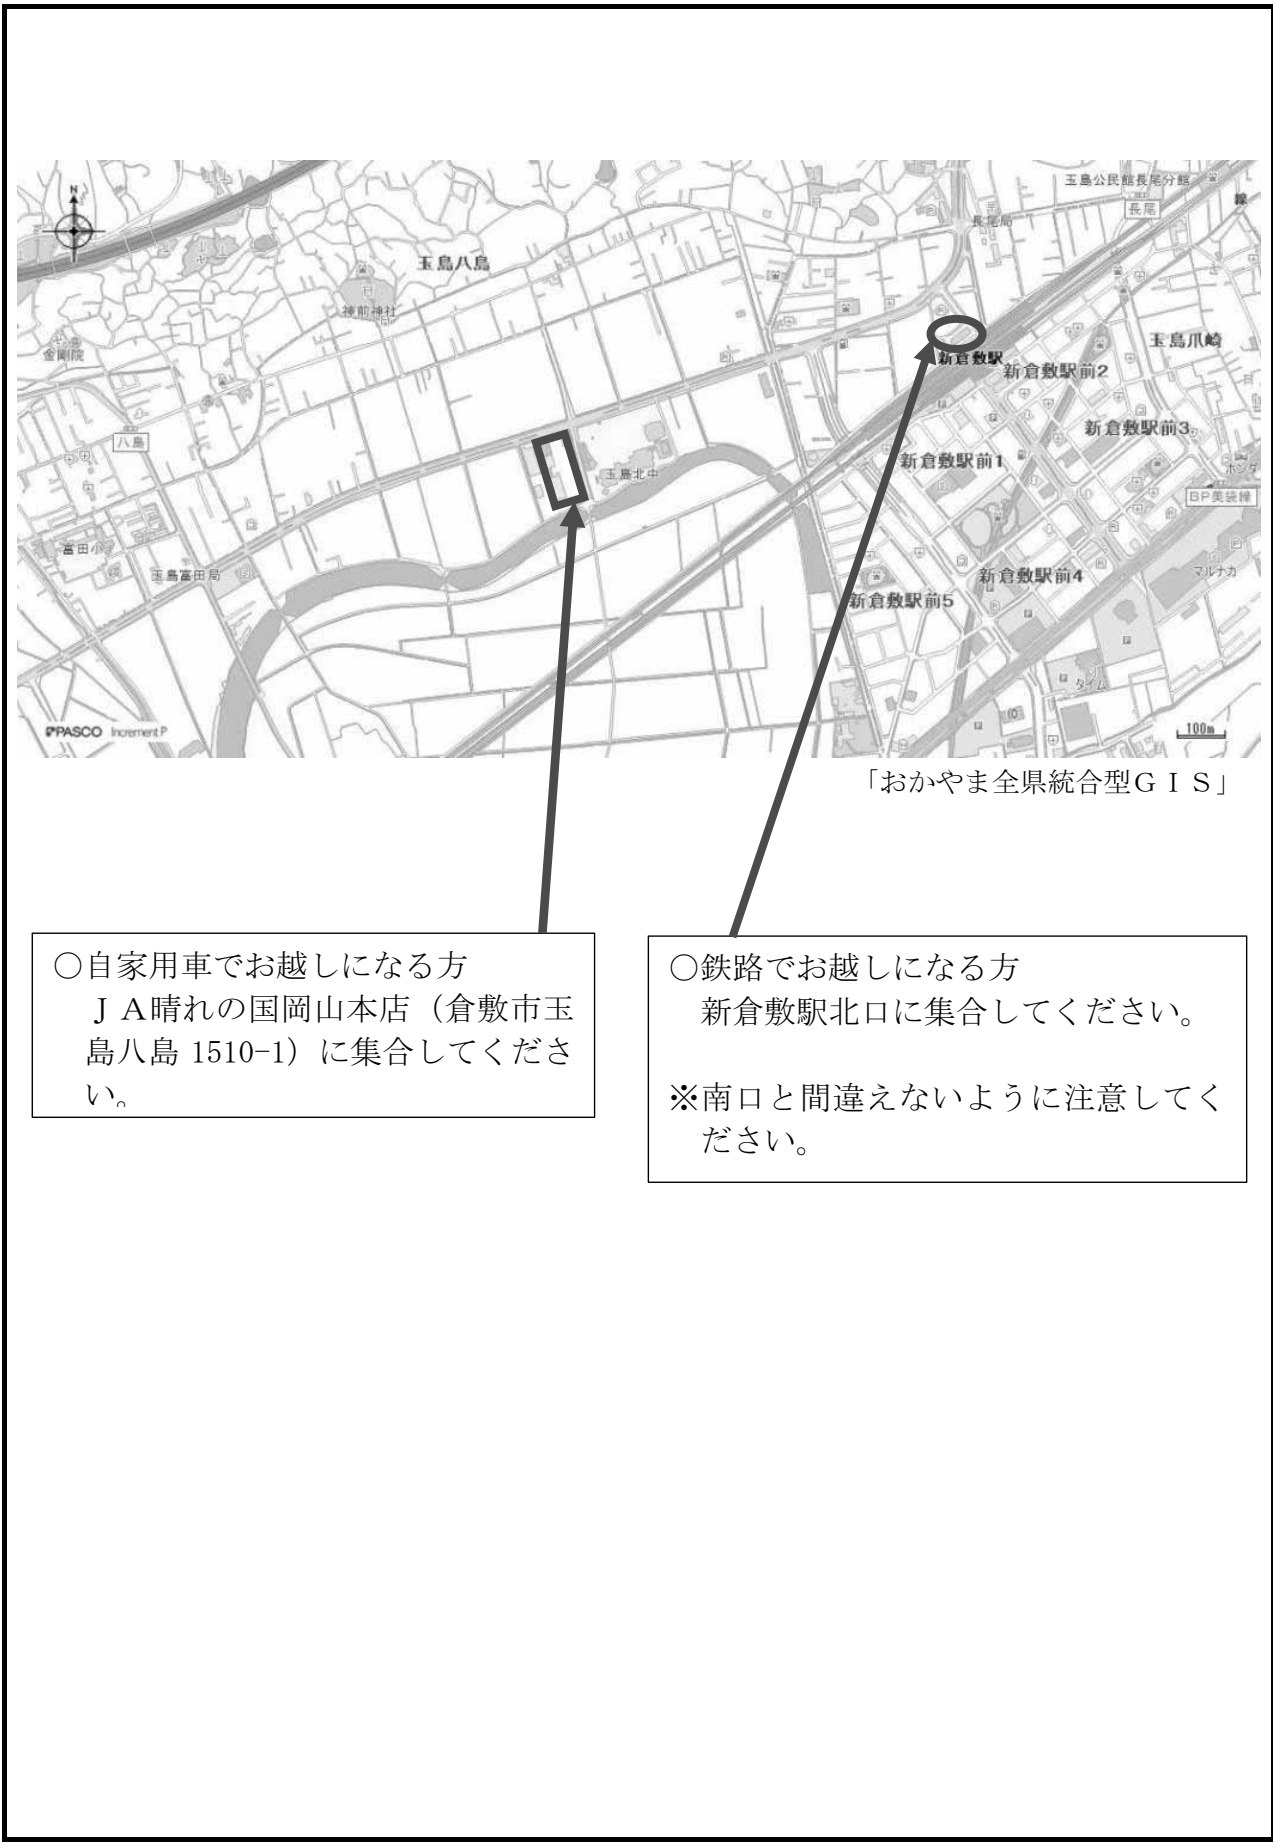 N
玉島公民館長尾分館
長尾
線
長尾局
玉島八島
神前神社
金剛院
新倉敷駅
玉島爪崎
新倉敷駅前2
新倉敷駅前3
八島
新倉敷駅前1
玉島北中
ホンダ
BP美袋線
富田小
玉島富田局
新倉敷駅前4
マルナカ
新倉敷駅前5
タイム
PASCO Increment P
100m
「おかやま全県統合型ＧＩＳ」
○自家用車でお越しになる方
ＪＡ晴れの国岡山本店（倉敷市玉
島八島 1510-1）に集合してくださ
い。
○鉄路でお越しになる方
新倉敷駅北口に集合してください。
※南口と間違えないように注意してく
ださい。